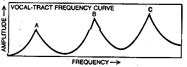 VOCAL-TRACT FREQUENCY CURVE
A
B
C
AMPLITUDE
FREQUENCY